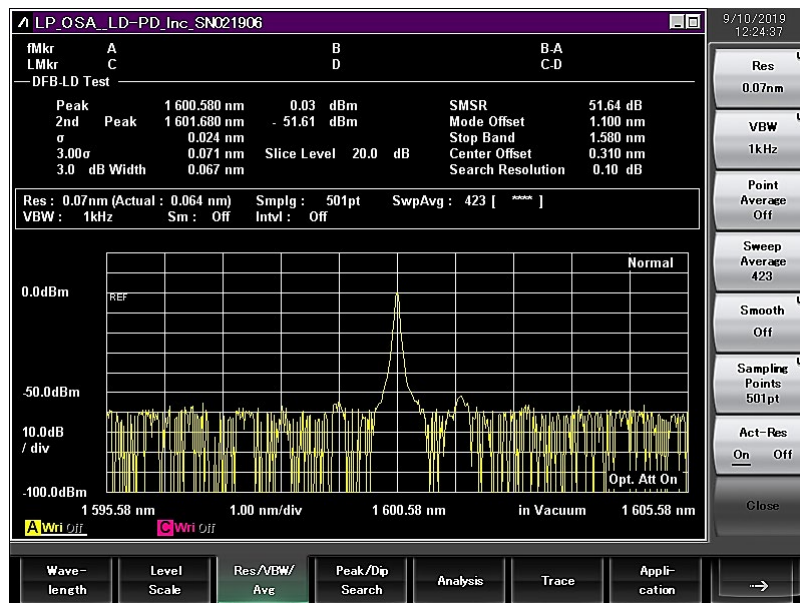 LP_OSA__LD-PD_Inc_SN021906
9/10/2019
12:24:37
fMkr A B B-A
LMkr C D C-D
DFB-LD Test
Peak 1 600.580 nm 0.03 dBm SMSR 51.64 dB
2nd Peak 1 601.680 nm - 51.61 dBm Mode Offset 1.100 nm
σ 0.024 nm Stop Band 1.580 nm
3.00σ 0.071 nm Slice Level 20.0 dB Center Offset 0.310 nm
3.0 dB Width 0.067 nm Search Resolution 0.10 dB
Res : 0.07nm (Actual : 0.064 nm) Smplg : 501pt SwpAvg : 423 [ **** ]
VBW : 1kHz Sm : Off Intvl : Off
Normal
0.0dBm
REF
-50.0dBm
10.0dB
/ div
-100.0dBm
Opt. Att On
1 595.58 nm 1.00 nm/div 1 600.58 nm in Vacuum 1 605.58 nm
A Wri Off C Wri Off
Res
0.07nm
VBW
1kHz
Point
Average
Off
Sweep
Average
423
Smooth
Off
Sampling
Points
501pt
Act-Res
On Off
Close
Wave-
length
Level
Scale
Res/VBW/
Avg
Peak/Dip
Search
Analysis
Trace
Appli-
cation
→